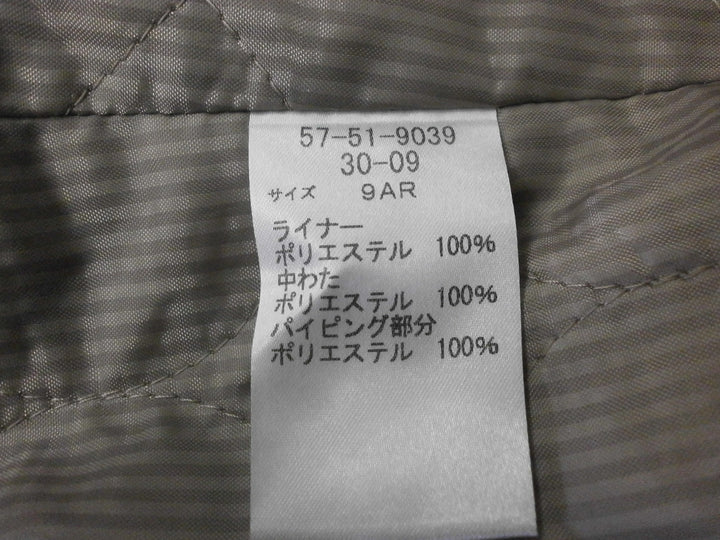 57-51-9039
30-09
サイズ 9AR
ライナー
ポリエステル 100%
中わた
ポリエステル 100%
パイピング部分
ポリエステル 100%